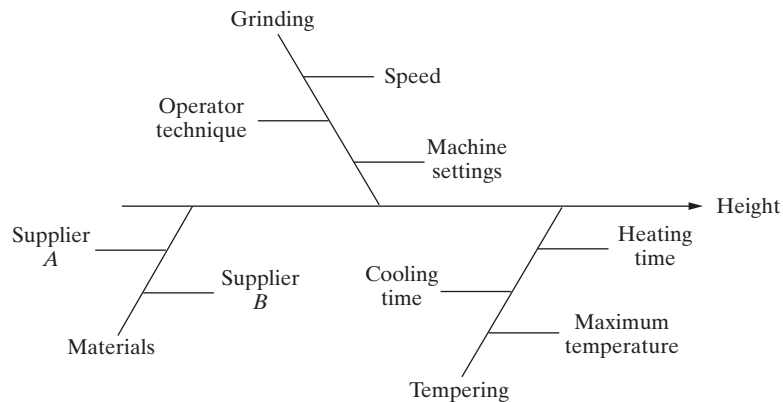 Grinding
Speed
Operator
technique
Machine
settings
Height
Supplier
A
Heating
time
Cooling
time
Supplier
B
Maximum
temperature
Materials
Tempering